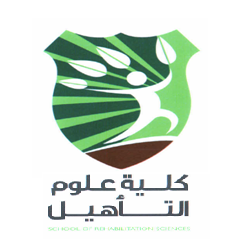 كلية علوم
التأهيل
SCHOOL OF REHABILITATION SCIENCES